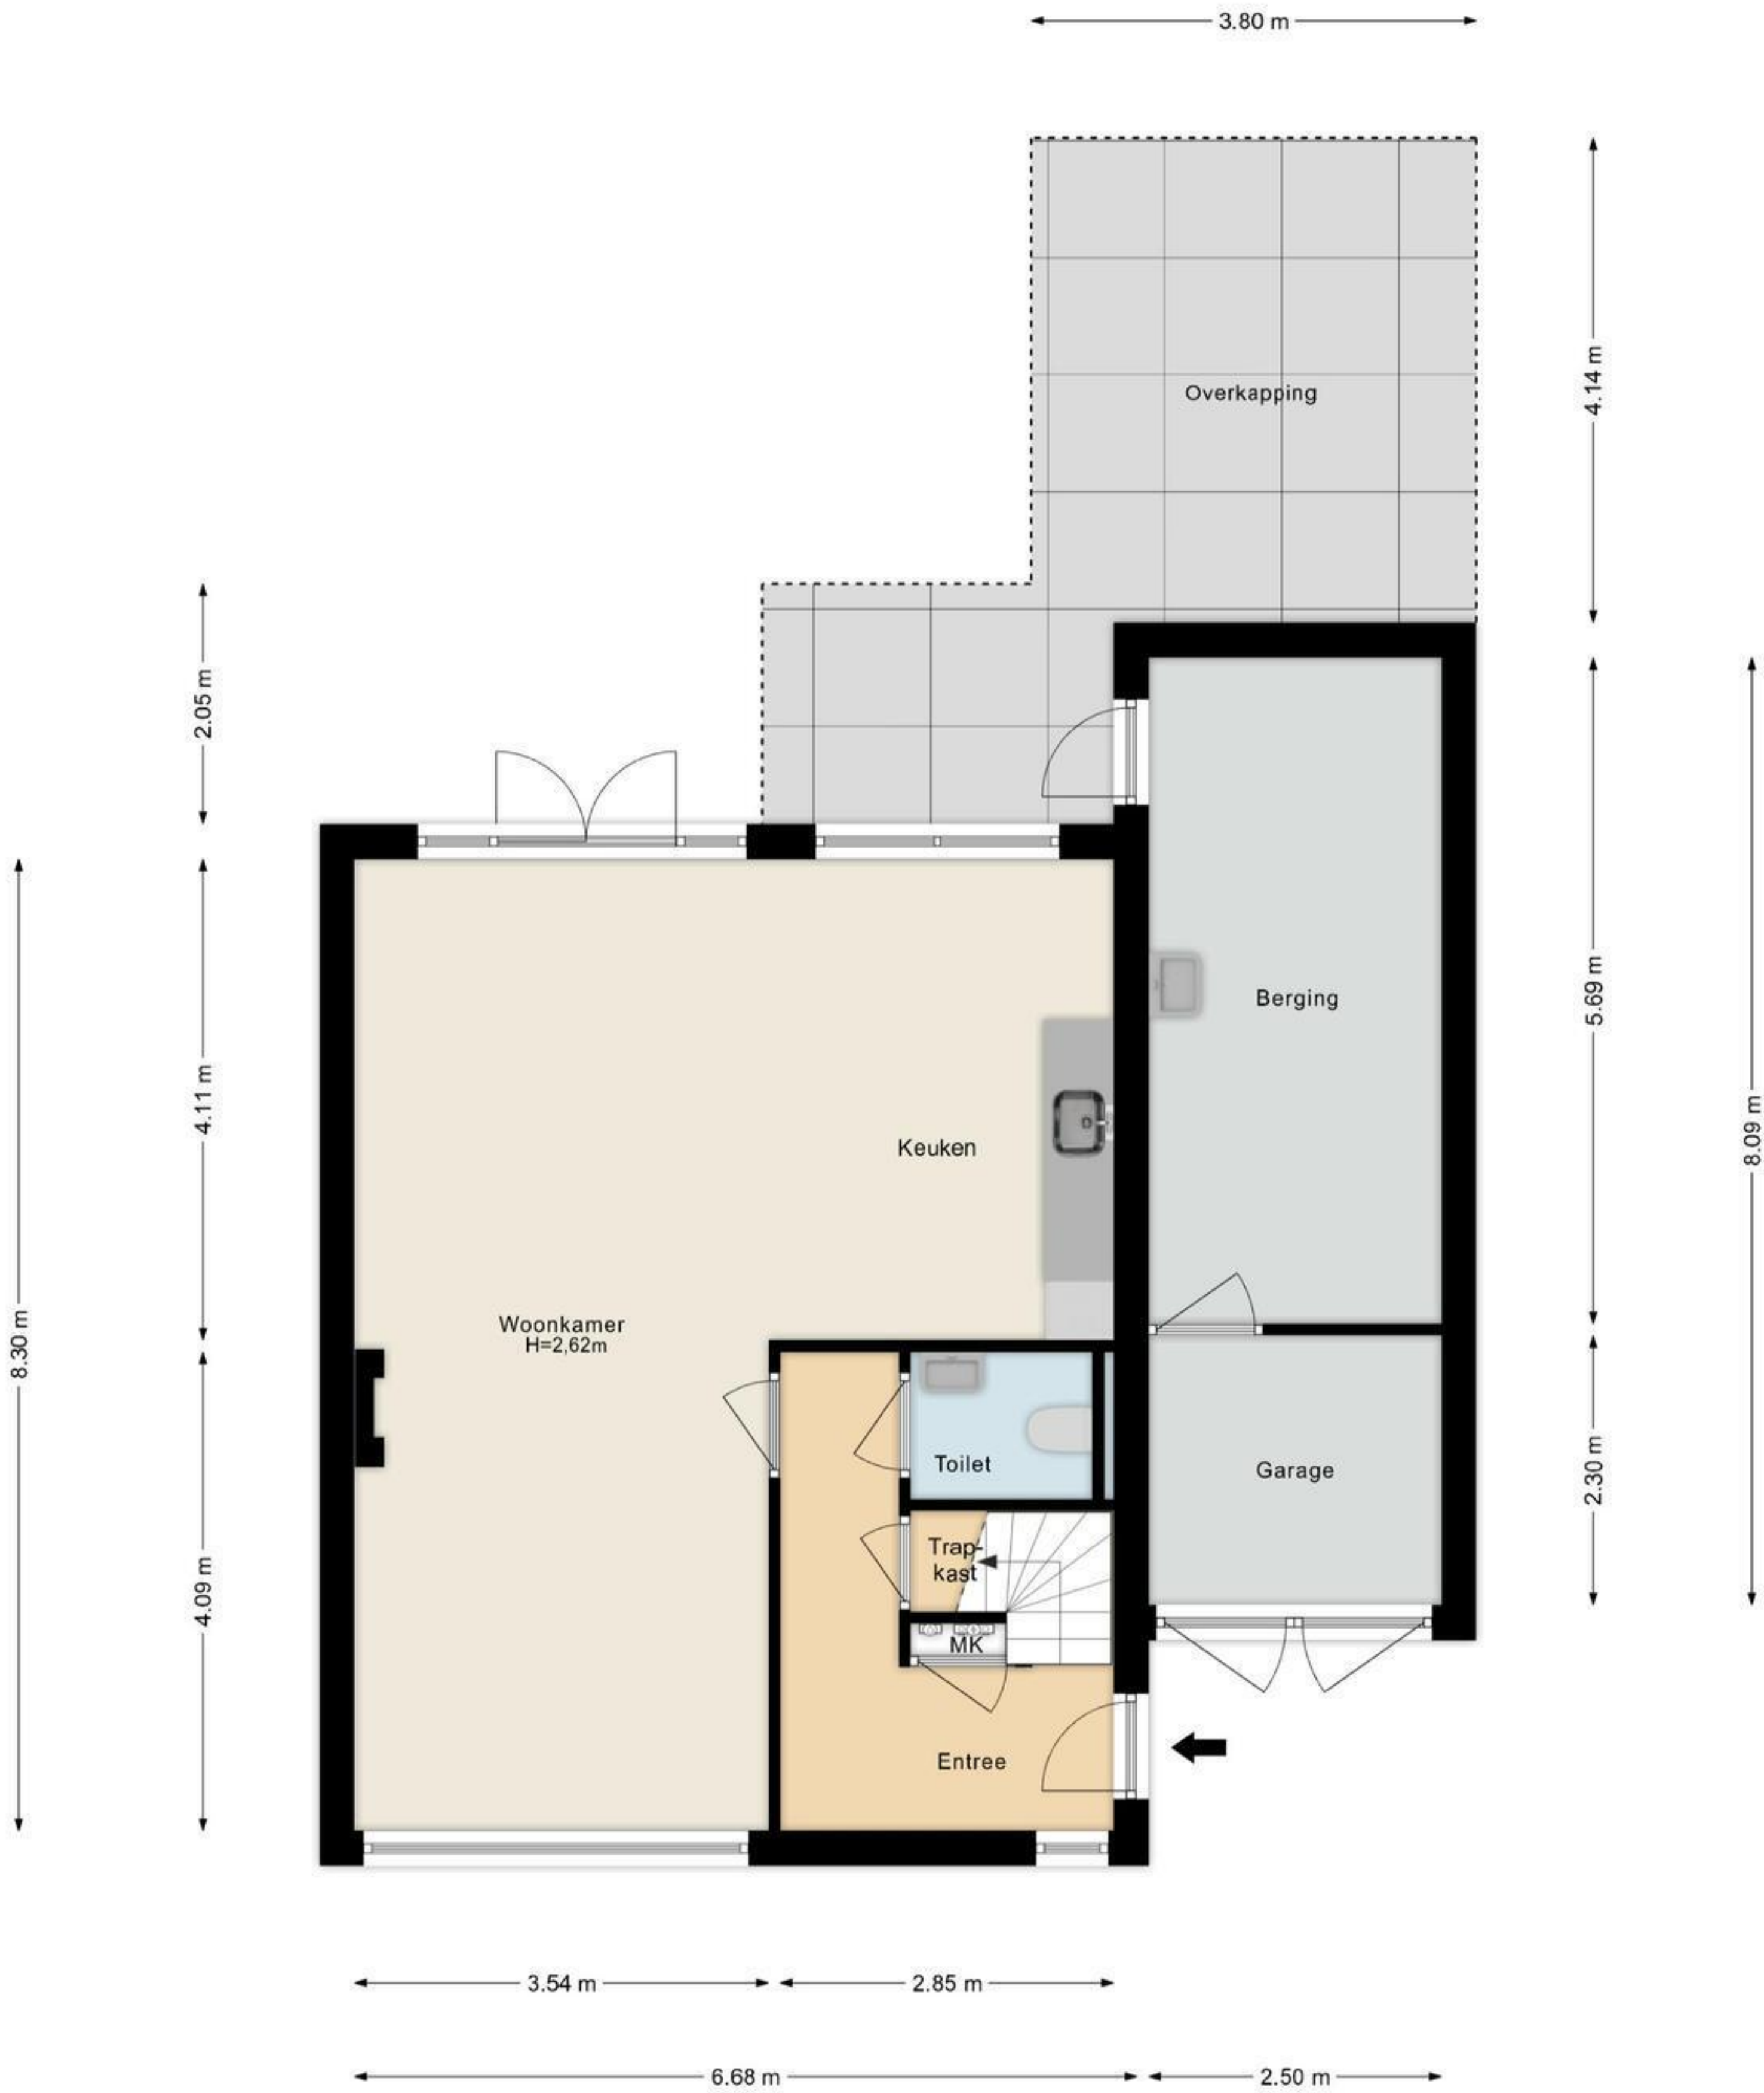 3.80 m
4.14 m
Overkapping
2.05 m
5.69 m
Berging
4.11 m
8.09 m
Keuken
8.30 m
Woonkamer
H=2,62m
Toilet
Garage
2.30 m
Trap-
kast
4.09 m
MK
Entree
3.54 m
2.85 m
6.68 m
2.50 m